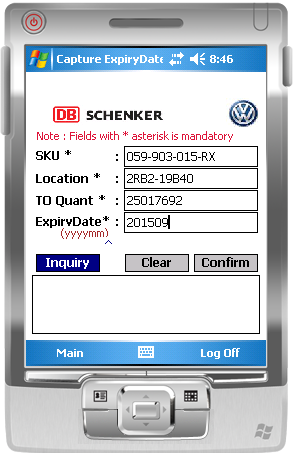 Capture ExpiryDate 8:46
DB SCHENKER
Note : Fields with * asterisk is mandatory
SKU * : 059-903-015-RX
Location * : 2RB2-19B40
TO Quant * : 25017692
ExpiryDate* : 201509
(yyyymm)
Inquiry Clear Confirm
Main Log Off